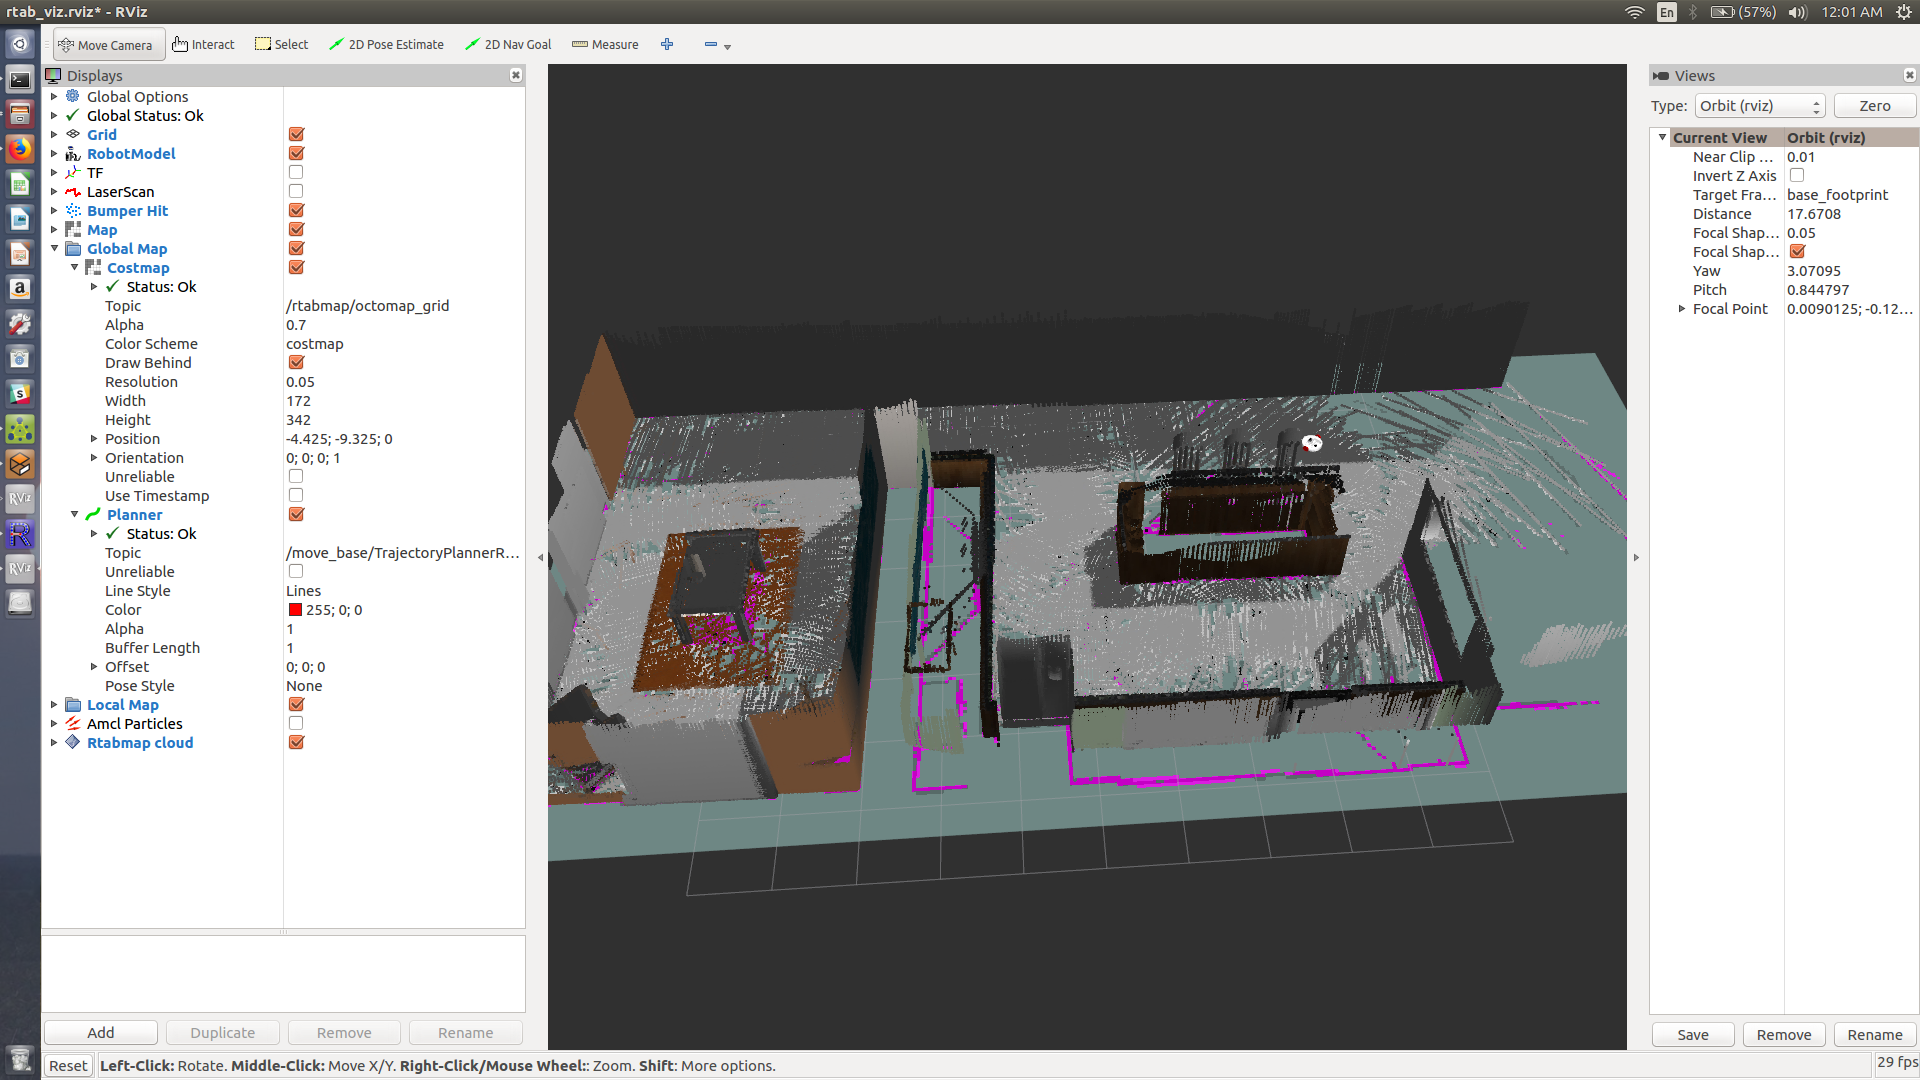 rtab_viz.rviz* - RViz
En (57%) 12:01 AM
Move Camera Interact Select 2D Pose Estimate 2D Nav Goal Measure
Displays
Global Options
Global Status: Ok
Grid
RobotModel
TF
LaserScan
Bumper Hit
Map
Global Map
Costmap
Status: Ok
Topic /rtabmap/octomap_grid
Alpha 0.7
Color Scheme costmap
Draw Behind
Resolution 0.05
Width 172
Height 342
Position -4.425; -9.325; 0
Orientation 0; 0; 0; 1
Unreliable
Use Timestamp
Planner
Status: Ok
Topic /move_base/TrajectoryPlannerR...
Unreliable
Line Style Lines
Color 255; 0; 0
Alpha 1
Buffer Length 1
Offset 0; 0; 0
Pose Style None
Local Map
Amcl Particles
Rtabmap cloud
Add Duplicate Remove Rename
Views
Type: Orbit (rviz) Zero
Current View Orbit (rviz)
Near Clip ... 0.01
Invert Z Axis
Target Fra... base_footprint
Distance 17.6708
Focal Shap... 0.05
Focal Shap...
Yaw 3.07095
Pitch 0.844797
Focal Point 0.0090125; -0.12...
Save Remove Rename
Reset Left-Click: Rotate. Middle-Click: Move X/Y. Right-Click/Mouse Wheel:: Zoom. Shift: More options.
29 fps